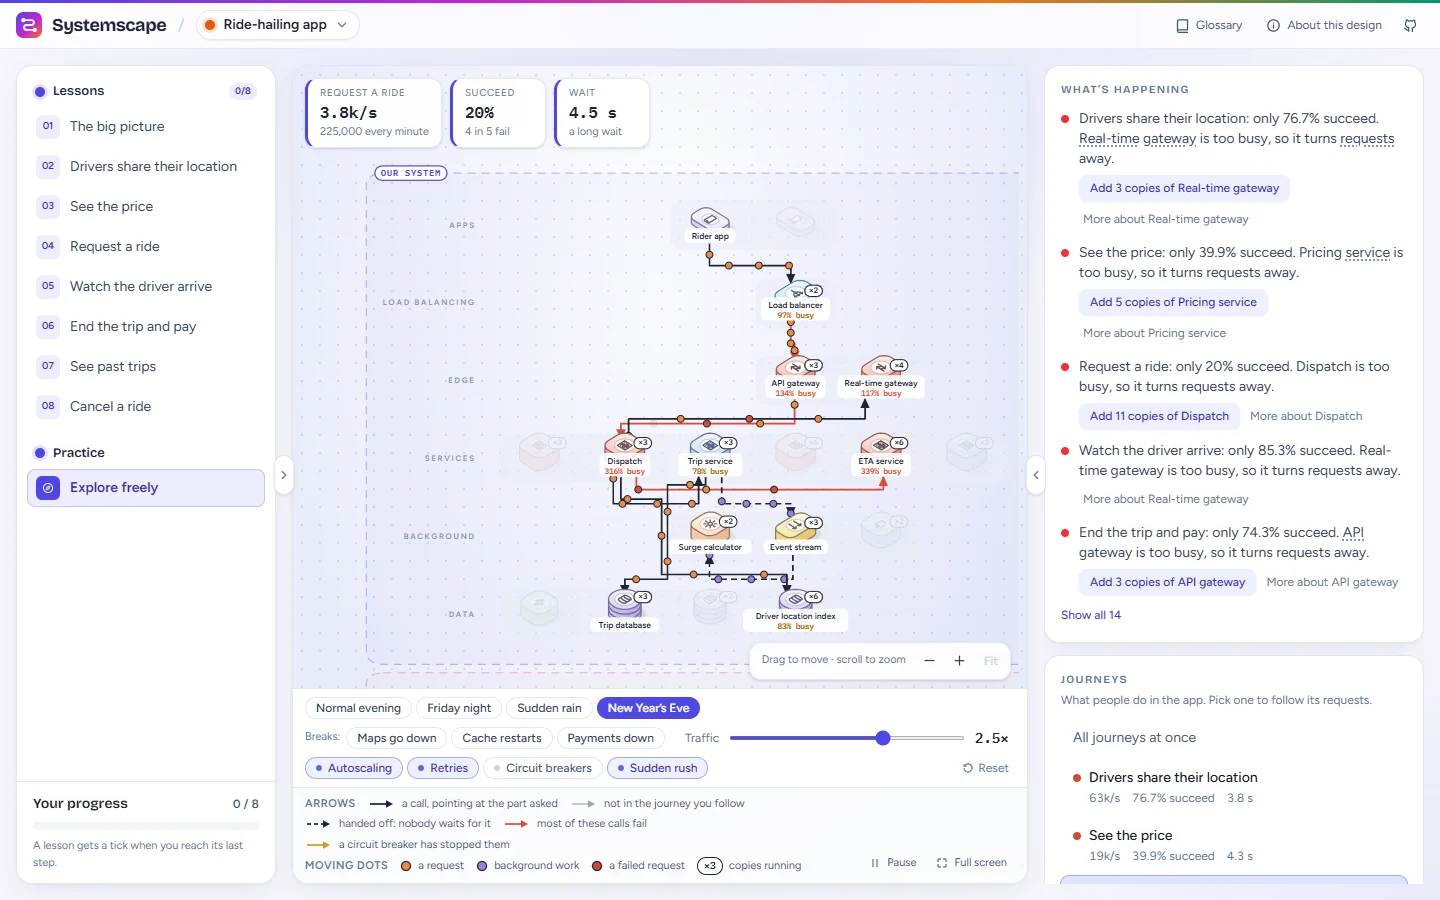 Systemscape / Ride-hailing app
Glossary
About this design
Lessons 0/8
01 The big picture
02 Drivers share their location
03 See the price
04 Request a ride
05 Watch the driver arrive
06 End the trip and pay
07 See past trips
08 Cancel a ride
Practice
Explore freely
Your progress 0 / 8
A lesson gets a tick when you reach its last
step.
REQUEST A RIDE
3.8k/s
225,000 every minute
SUCCEED
20%
4 in 5 fail
WAIT
4.5 s
a long wait
OUR SYSTEM
APPS
Rider app
LOAD BALANCING
×2
Load balancer
97% busy
EDGE
×3
API gateway
134% busy
×4
Real-time gateway
117% busy
SERVICES
×3
×3
Dispatch
316% busy
×3
Trip service
78% busy
×6
×6
ETA service
339% busy
×2
BACKGROUND
×2
Surge calculator
×3
Event stream
×2
DATA
×3
Trip database
×2
×6
Driver location index
83% busy
Drag to move · scroll to zoom − + Fit
Normal evening
Friday night
Sudden rain
New Year's Eve
Breaks: Maps go down
Cache restarts
Payments down
Traffic 2.5×
Autoscaling
Retries
Circuit breakers
Sudden rush
Reset
ARROWS a call, pointing at the part asked
not in the journey you follow
handed off: nobody waits for it
most of these calls fail
a circuit breaker has stopped them
MOVING DOTS a request
background work
a failed request
×3 copies running
Pause
Full screen
WHAT'S HAPPENING
Drivers share their location: only 76.7% succeed.
Real-time gateway is too busy, so it turns requests
away.
Add 3 copies of Real-time gateway
More about Real-time gateway
See the price: only 39.9% succeed. Pricing service is
too busy, so it turns requests away.
Add 5 copies of Pricing service
More about Pricing service
Request a ride: only 20% succeed. Dispatch is too
busy, so it turns requests away.
Add 11 copies of Dispatch
More about Dispatch
Watch the driver arrive: only 85.3% succeed. Real-
time gateway is too busy, so it turns requests away.
More about Real-time gateway
End the trip and pay: only 74.3% succeed. API
gateway is too busy, so it turns requests away.
Add 3 copies of API gateway
More about API gateway
Show all 14
JOURNEYS
What people do in the app. Pick one to follow its requests.
All journeys at once
Drivers share their location
63k/s 76.7% succeed 3.8 s
See the price
19k/s 39.9% succeed 4.3 s